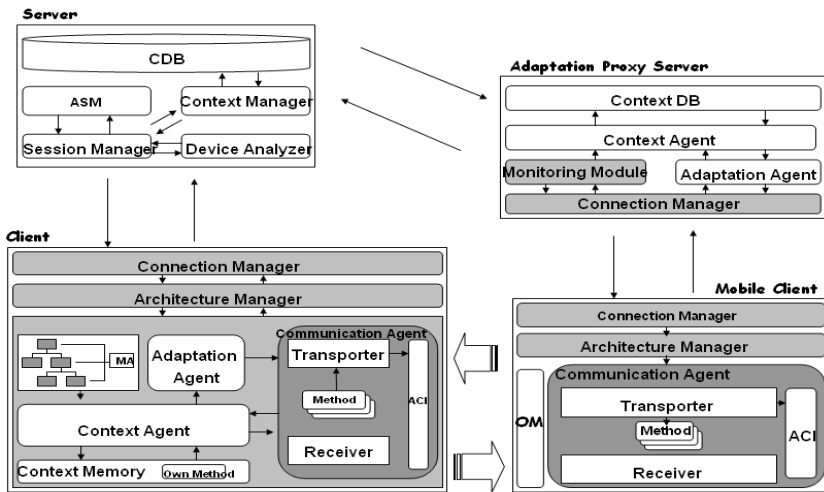 Server
CDB
ASM
Context Manager
Session Manager
Device Analyzer
Adaptation Proxy Server
Context DB
Context Agent
Monitoring Module
Adaptation Agent
Connection Manager
Client
Connection Manager
Architecture Manager
MA
Adaptation
Agent
Communication Agent
Transporter
Method
ACI
Receiver
Context Agent
Context Memory
Own Method
Mobile Client
Connection Manager
Architecture Manager
Communication Agent
OM
Transporter
Method
ACI
Receiver